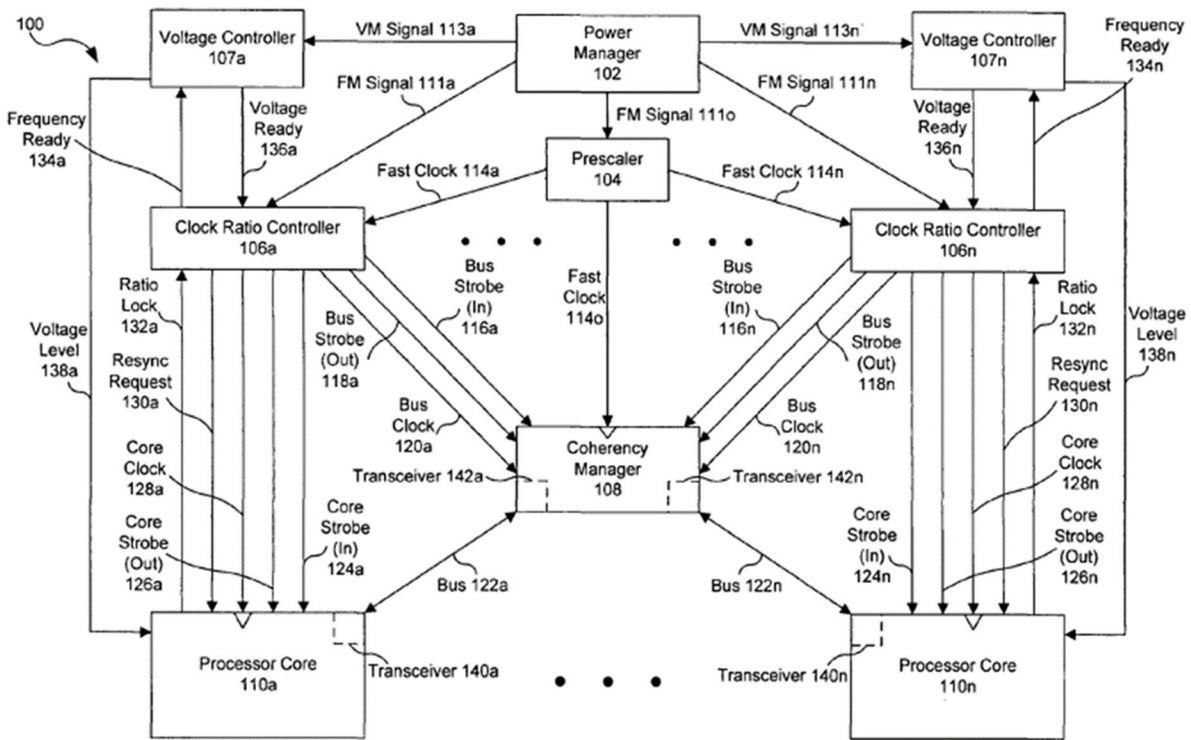 100
Voltage Controller
107a
VM Signal 113a
Power
Manager
102
VM Signal 113n
Voltage Controller
107n
Frequency
Ready
134n
FM Signal 111a
FM Signal 111n
Frequency
Ready
134a
Voltage
Ready
136a
FM Signal 111o
Voltage
Ready
136n
Prescaler
104
Fast Clock 114a
Fast Clock 114n
Clock Ratio Controller
106a
Clock Ratio Controller
106n
Ratio
Lock
132a
Bus
Strobe
(In)
116a
Fast
Clock
114o
Bus
Strobe
(In)
116n
Ratio
Lock
132n
Voltage
Level
138a
Bus
Strobe
(Out)
118a
Bus
Strobe
(Out)
118n
Voltage
Level
138n
Resync
Request
130a
Resync
Request
130n
Bus
Clock
120a
Bus
Clock
120n
Core
Clock
128a
Coherency
Manager
108
Core
Clock
128n
Transceiver 142a
Transceiver 142n
Core
Strobe
(Out)
126a
Core
Strobe
(In)
124a
Core
Strobe
(In)
124n
Core
Strobe
(Out)
126n
Bus 122a
Bus 122n
Processor Core
110a
Transceiver 140a
Transceiver 140n
Processor Core
110n